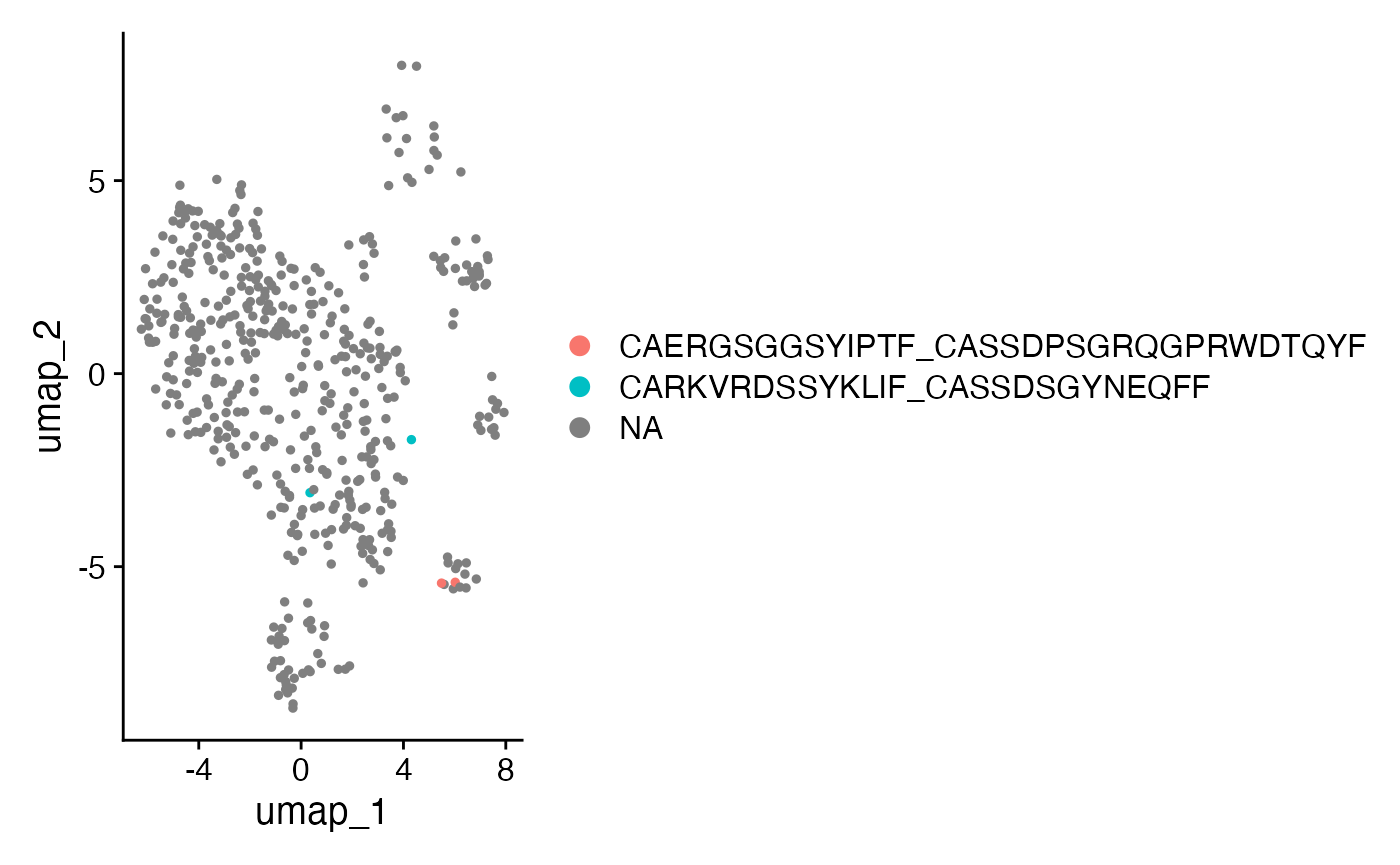 5
0
-5
-4 0 4 8
umap_1
umap_2
CAERGSGGSYIPTF_CASSDPSGRQGPRWDTQYF
CARKVRDSSYKLIF_CASSDSGYNEQFF
NA